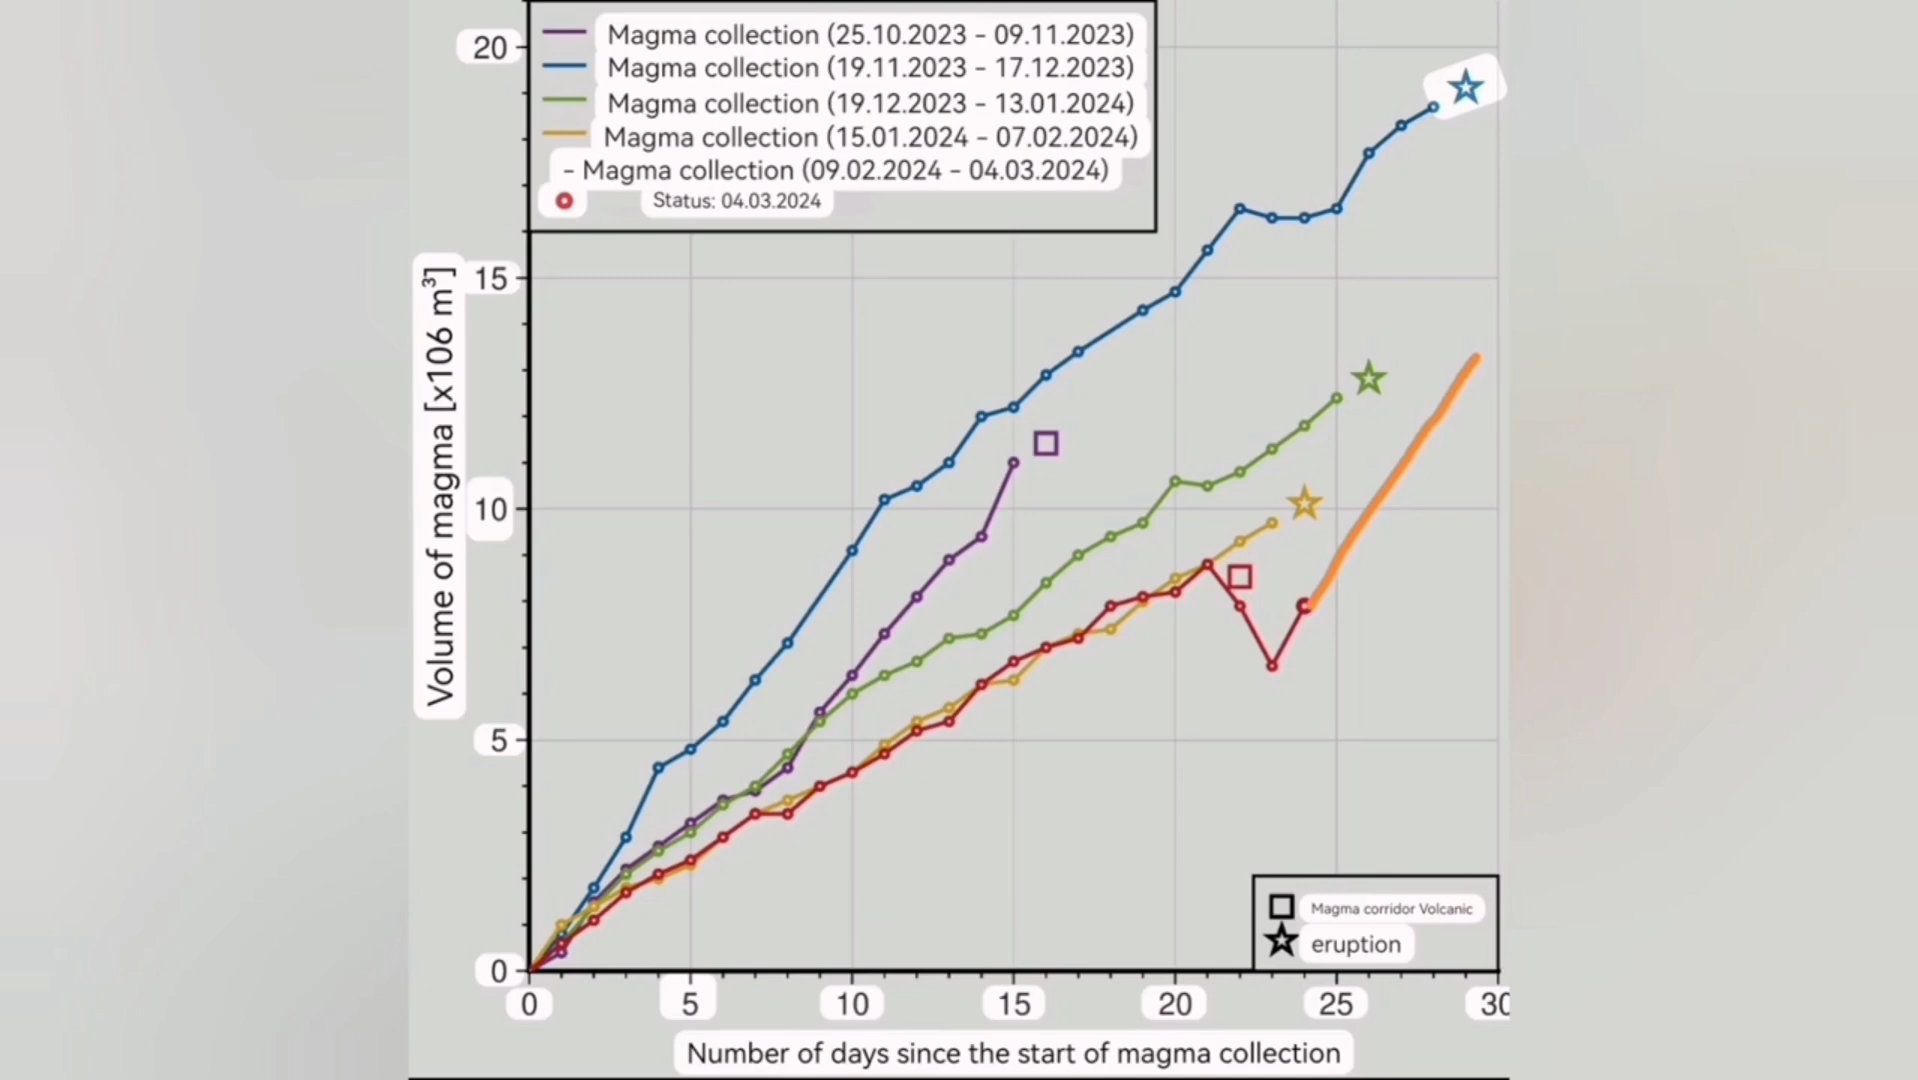 Magma collection (25.10.2023 - 09.11.2023)
Magma collection (19.11.2023 - 17.12.2023)
Magma collection (19.12.2023 - 13.01.2024)
Magma collection (15.01.2024 - 07.02.2024)
- Magma collection (09.02.2024 - 04.03.2024)
Status: 04.03.2024
20
15
10
5
0
Volume of magma [x106 m³]
0 5 10 15 20 25 30
Number of days since the start of magma collection
Magma corridor Volcanic
eruption